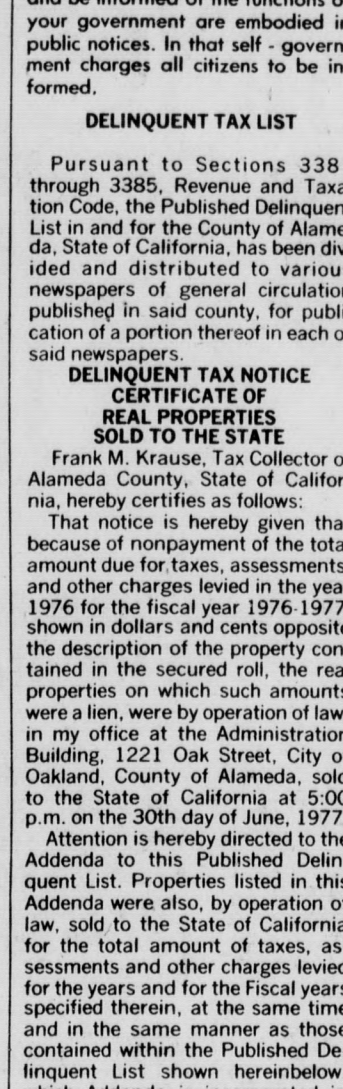 and be informed of the functions o
your government are embodied i
public notices. In that self - govern
ment charges all citizens to be in
formed.
DELINQUENT TAX LIST
Pursuant to Sections 338
through 3385, Revenue and Taxa
tion Code, the Published Delinquen
List in and for the County of Alame
da, State of California, has been div
ided and distributed to variou
newspapers of general circulation
published in said county, for publi
cation of a portion thereof in each o
said newspapers.
DELINQUENT TAX NOTICE
CERTIFICATE OF
REAL PROPERTIES
SOLD TO THE STATE
Frank M. Krause, Tax Collector o
Alameda County, State of Califor
nia, hereby certifies as follows:
That notice is hereby given tha
because of nonpayment of the tota
amount due for taxes, assessments
and other charges levied in the yea
1976 for the fiscal year 1976-1977
shown in dollars and cents opposite
the description of the property con
tained in the secured roll, the rea
properties on which such amounts
were a lien, were by operation of law
in my office at the Administration
Building, 1221 Oak Street, City o
Oakland, County of Alameda, sold
to the State of California at 5:00
p.m. on the 30th day of June, 1977
Attention is hereby directed to the
Addenda to this Published Delin
quent List. Properties listed in this
Addenda were also, by operation of
law, sold to the State of California
for the total amount of taxes, as
sessments and other charges levied
for the years and for the Fiscal years
specified therein, at the same time
and in the same manner as those
contained within the Published De
linquent List shown hereinbelow